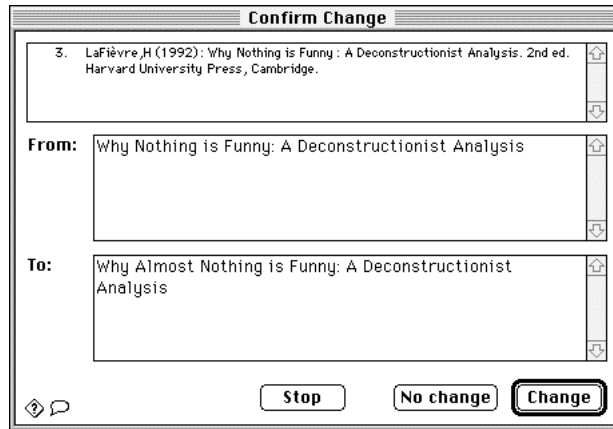 Confirm Change
3. LaFièvre,H (1992): Why Nothing is Funny : A Deconstructionist Analysis. 2nd ed.
Harvard University Press, Cambridge.
From: Why Nothing is Funny: A Deconstructionist Analysis
To: Why Almost Nothing is Funny: A Deconstructionist
Analysis
Stop No change Change